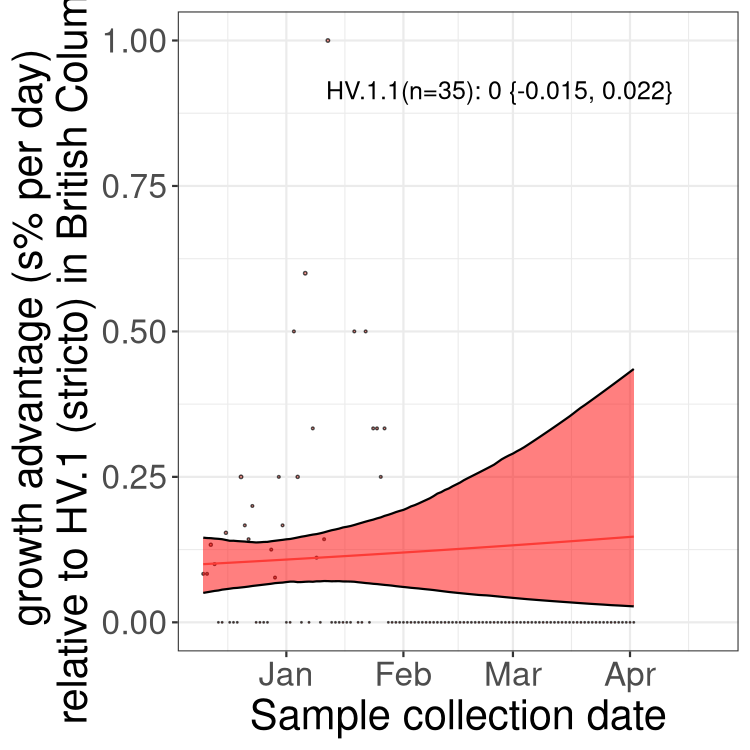 growth advantage (s% per day)
relative to HV.1 (stricto) in British Colum
1.00
0.75
0.50
0.25
0.00
HV.1.1(n=35): 0 {-0.015, 0.022}
Jan Feb Mar Apr
Sample collection date